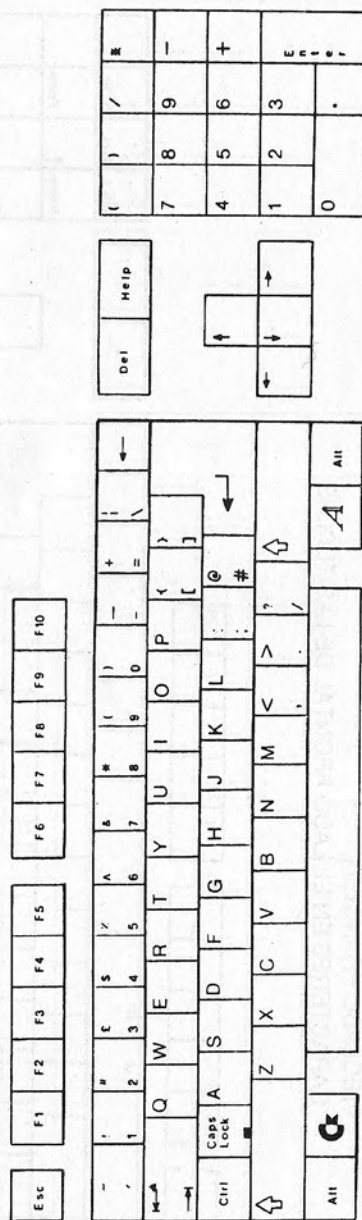 Esc F1 F2 F3 F4 F5 F6 F7 F8 F9 F10
! " £ $ % ^ & * ( ) _ +
1 2 3 4 5 6 7 8 9 0 - = \
Q W E R T Y U I O P { }
[ ]
Ctrl Caps Lock A S D F G H J K L : @
; #
Z X C V B N M < > ?
, . /
Alt A Alt
Del Help
( ) / *
7 8 9 -
4 5 6 +
1 2 3 Enter
0 .